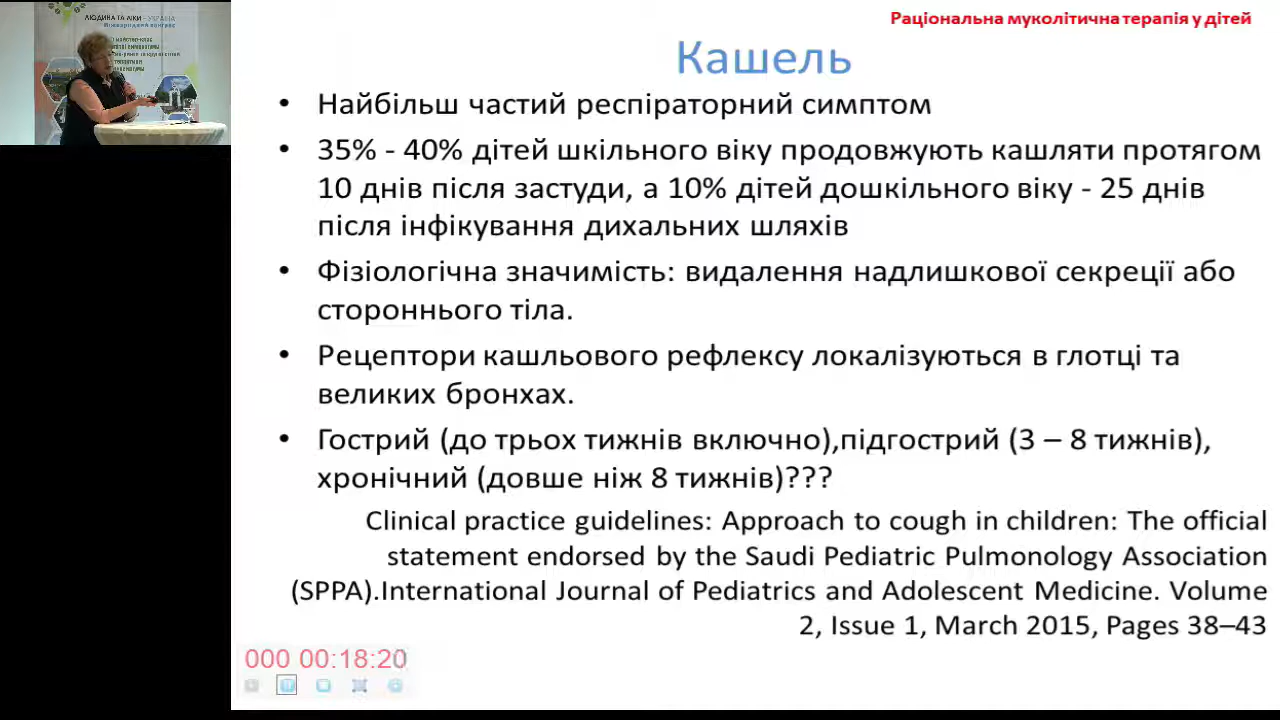 ЛЮДИНА ТА ЛІКИ – УКРАЇНА
Раціональна муколітична терапія у дітей
Кашель
• Найбільш частий респіраторний симптом
• 35% - 40% дітей шкільного віку продовжують кашляти протягом
10 днів після застуди, а 10% дітей дошкільного віку - 25 днів
після інфікування дихальних шляхів
• Фізіологічна значимість: видалення надлишкової секреції або
стороннього тіла.
• Рецептори кашльового рефлексу локалізуються в глотці та
великих бронхах.
• Гострий (до трьох тижнів включно),підгострий (3 – 8 тижнів),
хронічний (довше ніж 8 тижнів)???
Clinical practice guidelines: Approach to cough in children: The official
statement endorsed by the Saudi Pediatric Pulmonology Association
(SPPA).International Journal of Pediatrics and Adolescent Medicine. Volume
2, Issue 1, March 2015, Pages 38–43
000 00:18:20